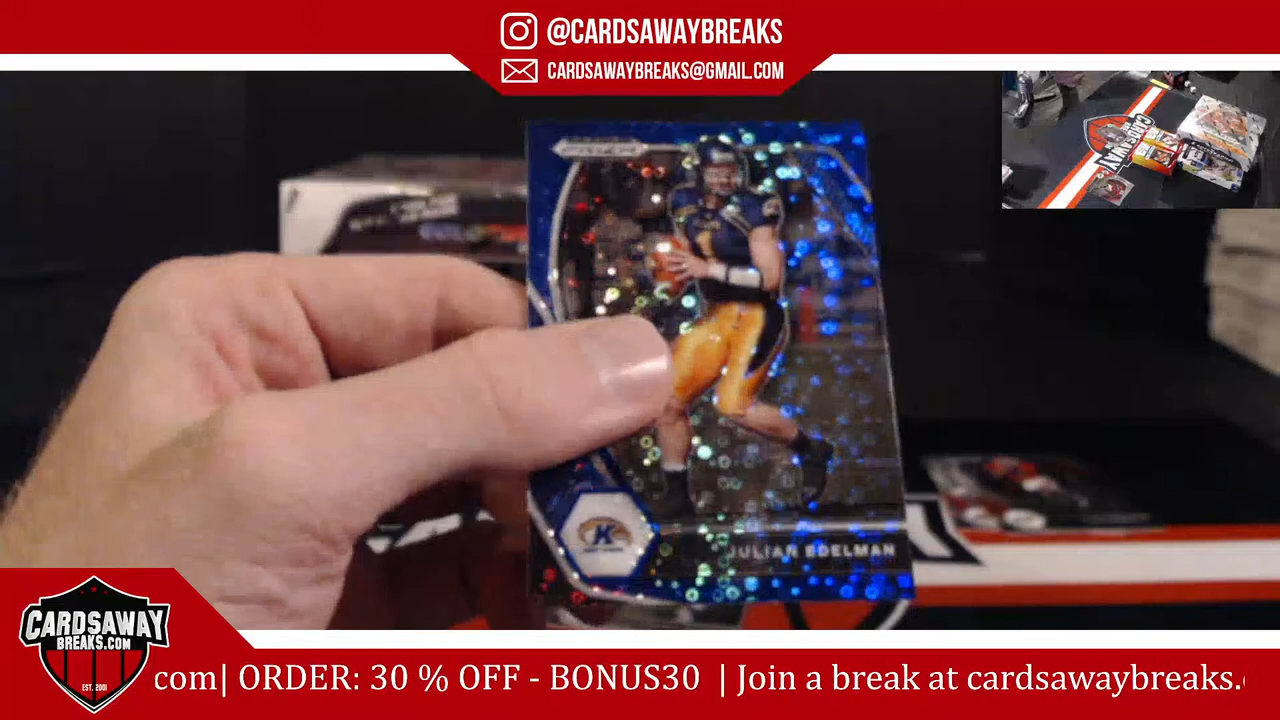 @CARDSAWAYBREAKS
CARDSAWAYBREAKS@GMAIL.COM
PRIZM
K
JULIAN EDELMAN
CARDSAWAY
BREAKS.COM
EST. 2001
com| ORDER: 30 % OFF - BONUS30 | Join a break at cardsawaybreaks.